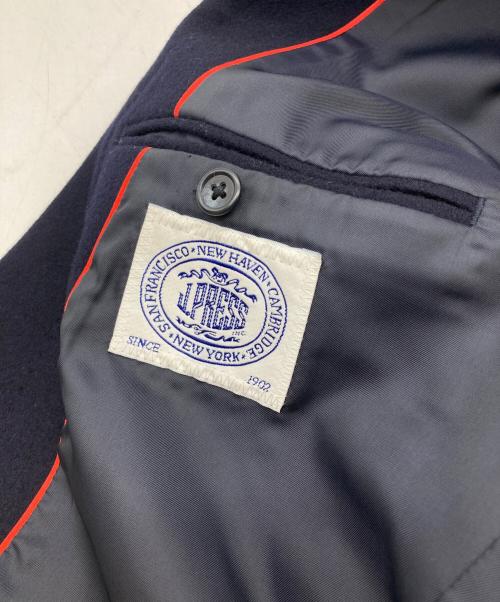 SAN FRANCISCO • NEW HAVEN • CAMBRIDGE • NEW YORK •
J. PRESS
INC.
SINCE 1902